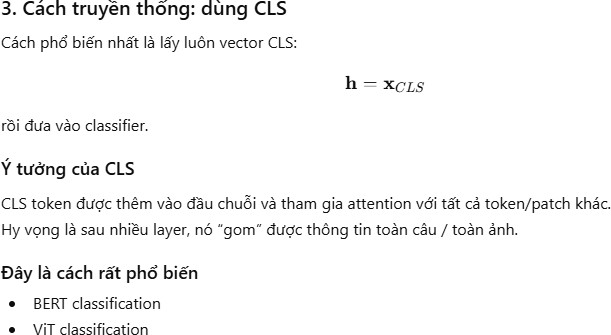 3. Cách truyền thống: dùng CLS
Cách phổ biến nhất là lấy luôn vector CLS:
h = x_CLS
rồi đưa vào classifier.
Ý tưởng của CLS
CLS token được thêm vào đầu chuỗi và tham gia attention với tất cả token/patch khác.
Hy vọng là sau nhiều layer, nó “gom” được thông tin toàn câu / toàn ảnh.
Đây là cách rất phổ biến
• BERT classification
• ViT classification